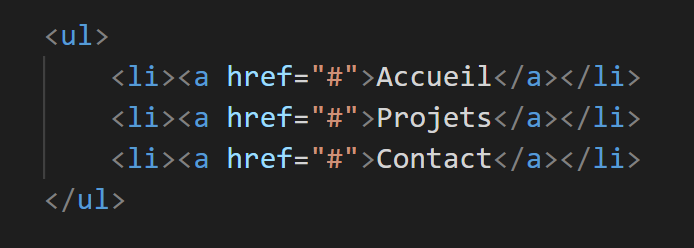 <ul>
<li><a href="#">Accueil</a></li>
<li><a href="#">Projets</a></li>
<li><a href="#">Contact</a></li>
</ul>